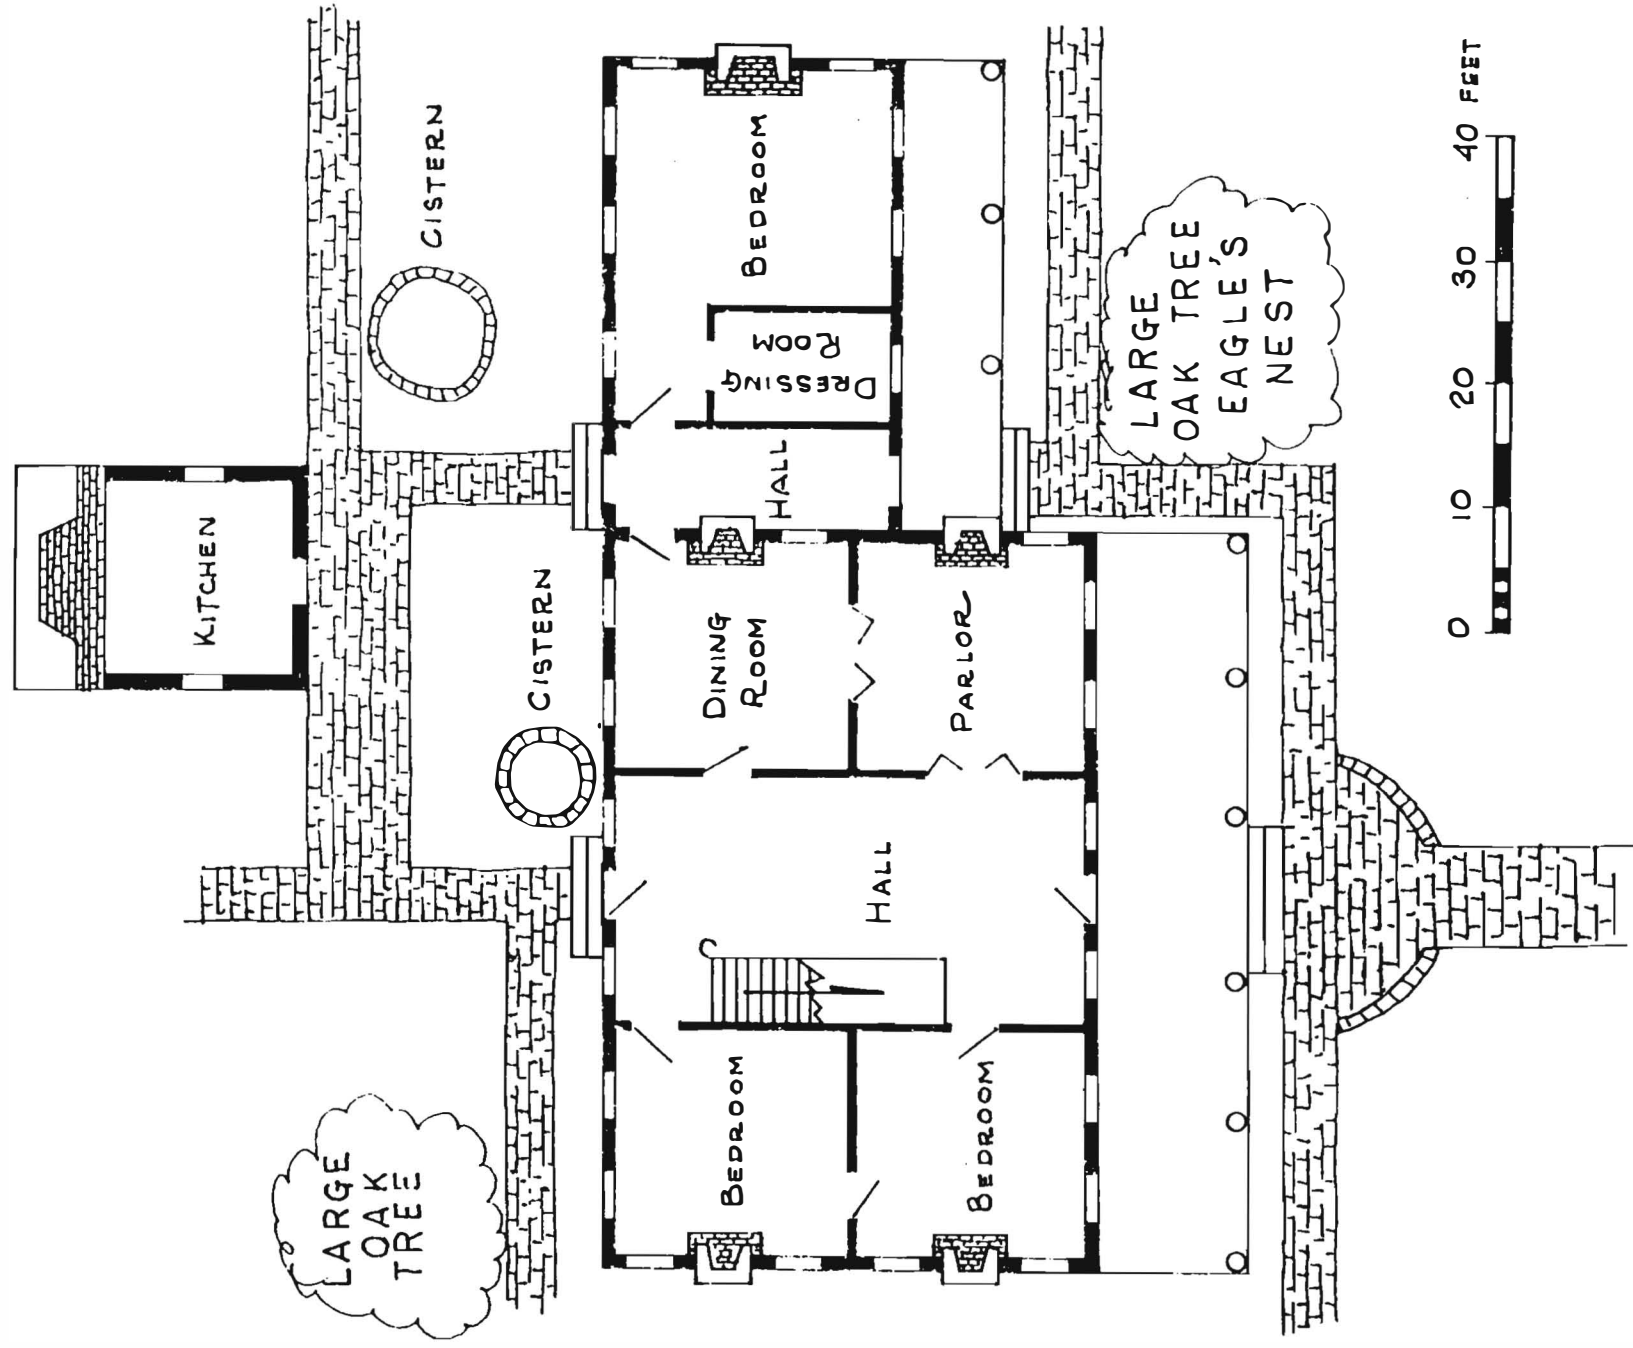 CISTERN
BEDROOM
DRESSING
ROOM
HALL
KITCHEN
CISTERN
DINING
ROOM
PARLOR
HALL
BEDROOM
BEDROOM
LARGE
OAK
TREE
LARGE
OAK TREE
EAGLE'S
NEST
0 10 20 30 40 FEET